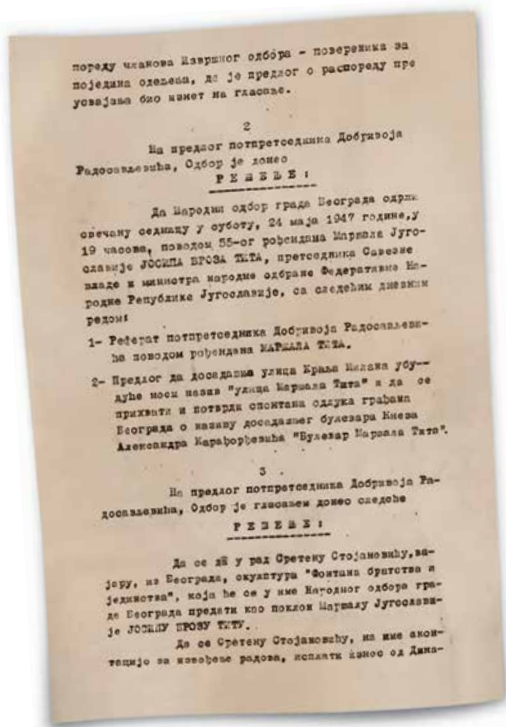 пореду чланова Извршног одбора - повереника за
поједина одељења, де је предлог о распореду пре
усвајања био изнет на гласање.
2
На предлог потпретседника Добривоја
Радосављевића, Одбор је донео
РЕШЕЊЕ:
Да Народни одбор града Београда одржи
свечану седницу у суботу, 24 маја 1947 године, у
19 часова, поводом 55-ог рођендана Маршала Југо-
славије ЈОСИПА БРОЗА ТИТА, претседника Савезне
владе и министра народне одбране Федеративне На-
родне Републике Југославије, са следећим дневним
редом:
1- Реферат потпретседника Добривоја Радосављеви-
ћа поводом рођендана МАРШАЛА ТИТА.
2- Предлог да досадашња улица Краља Милана убу-
дуће носи назив "улица Маршала Тита" и да се
прихвати и потврди спонтана одлука грађана
Београда о називу досадашњег булевара Кнеза
Александра Карађорђевића "Булевар Маршала Тита".
3
На предлог потпретседника Добривоја Ра-
досављевића, Одбор је гласањем донео следеће
РЕШЕЊЕ:
Да се да у рад Сретену Стојановићу, ва-
јару, из Београда, скулптура "Фонтана братства и
јединства", која ће се у име Народног одбора гра-
да Београда предати као поклон Маршалу Југослави-
је ЈОСИПУ БРОЗУ ТИТУ.
Да се Сретену Стојановићу, на име акон-
тације за извођење радова, исплати износ од Дина-